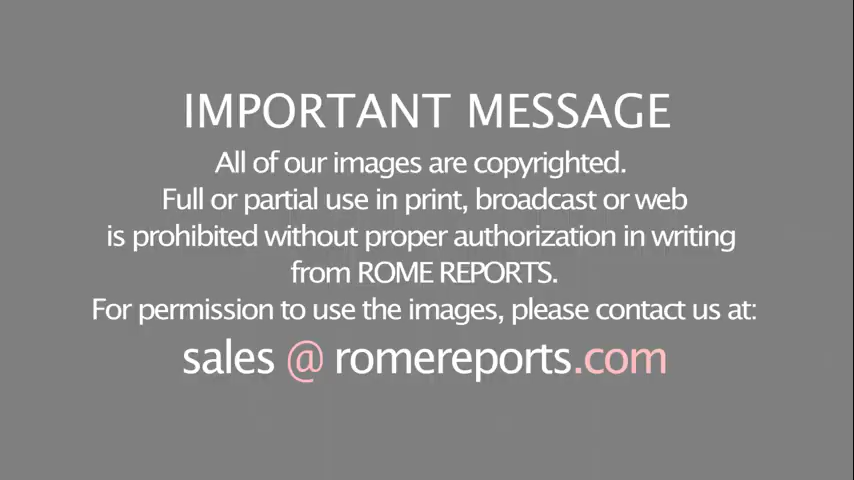 IMPORTANT MESSAGE
All of our images are copyrighted.
Full or partial use in print, broadcast or web
is prohibited without proper authorization in writing
from ROME REPORTS.
For permission to use the images, please contact us at:
sales @ romereports.com